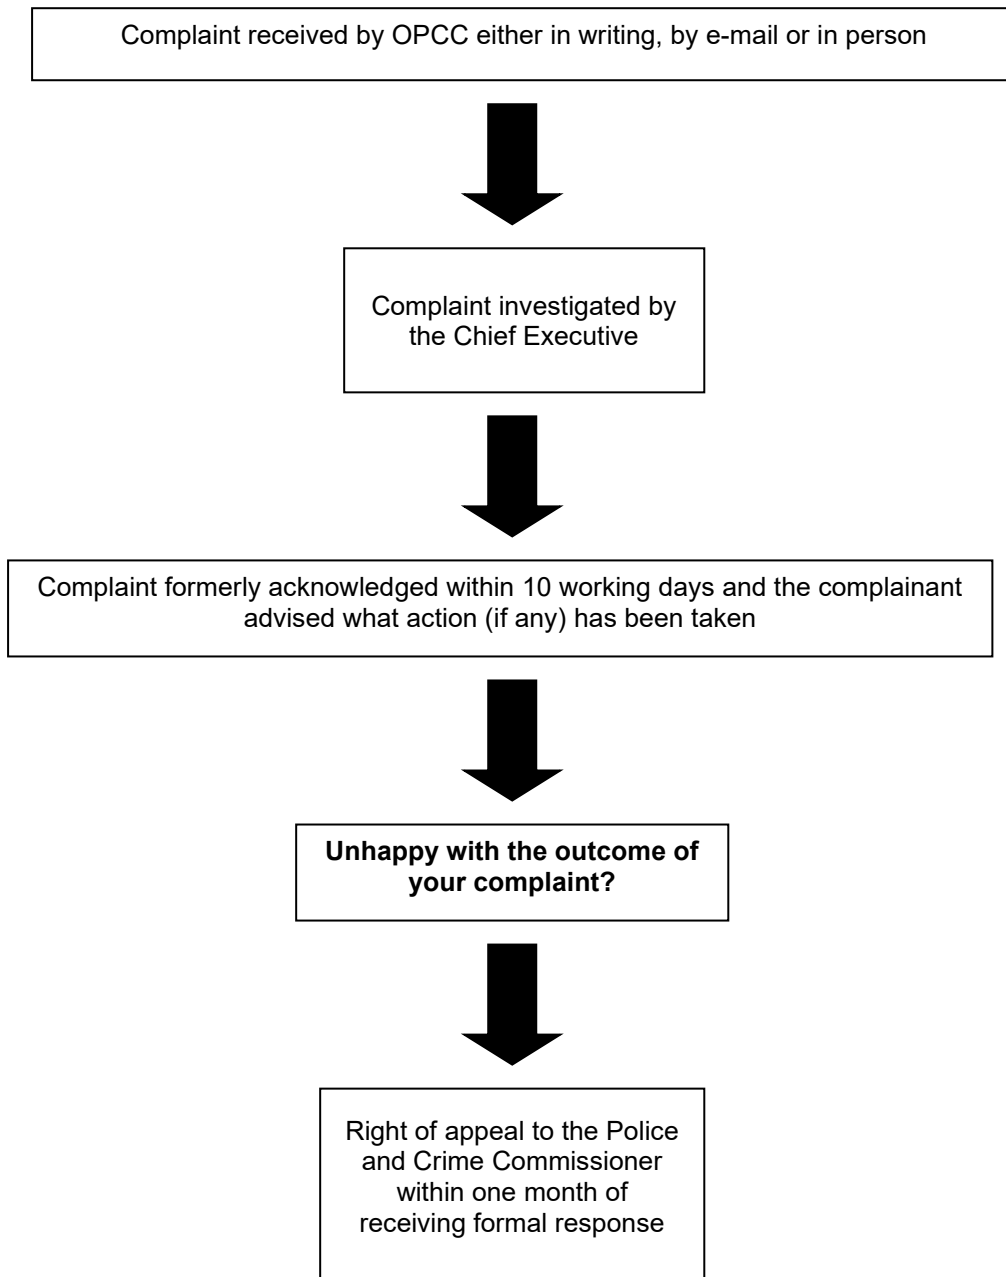 Complaint received by OPCC either in writing, by e-mail or in person
Complaint investigated by
the Chief Executive
Complaint formerly acknowledged within 10 working days and the complainant
advised what action (if any) has been taken
Unhappy with the outcome of
your complaint?
Right of appeal to the Police
and Crime Commissioner
within one month of
receiving formal response